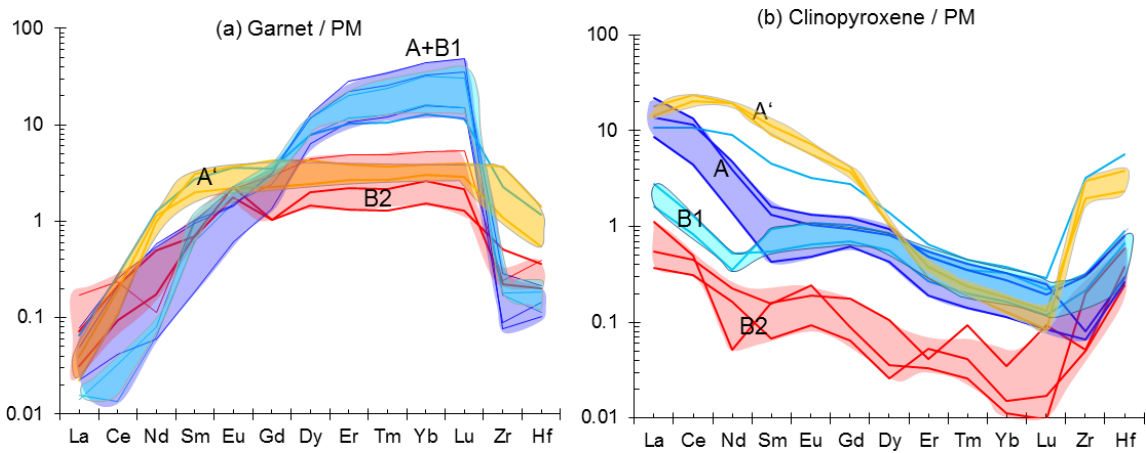 (a) Garnet / PM
100
10
1
0.1
0.01
A+B1
A‘
B2
La Ce Nd Sm Eu Gd Dy Er Tm Yb Lu Zr Hf
(b) Clinopyroxene / PM
100
10
1
0.1
0.01
A‘
A
B1
B2
La Ce Nd Sm Eu Gd Dy Er Tm Yb Lu Zr Hf